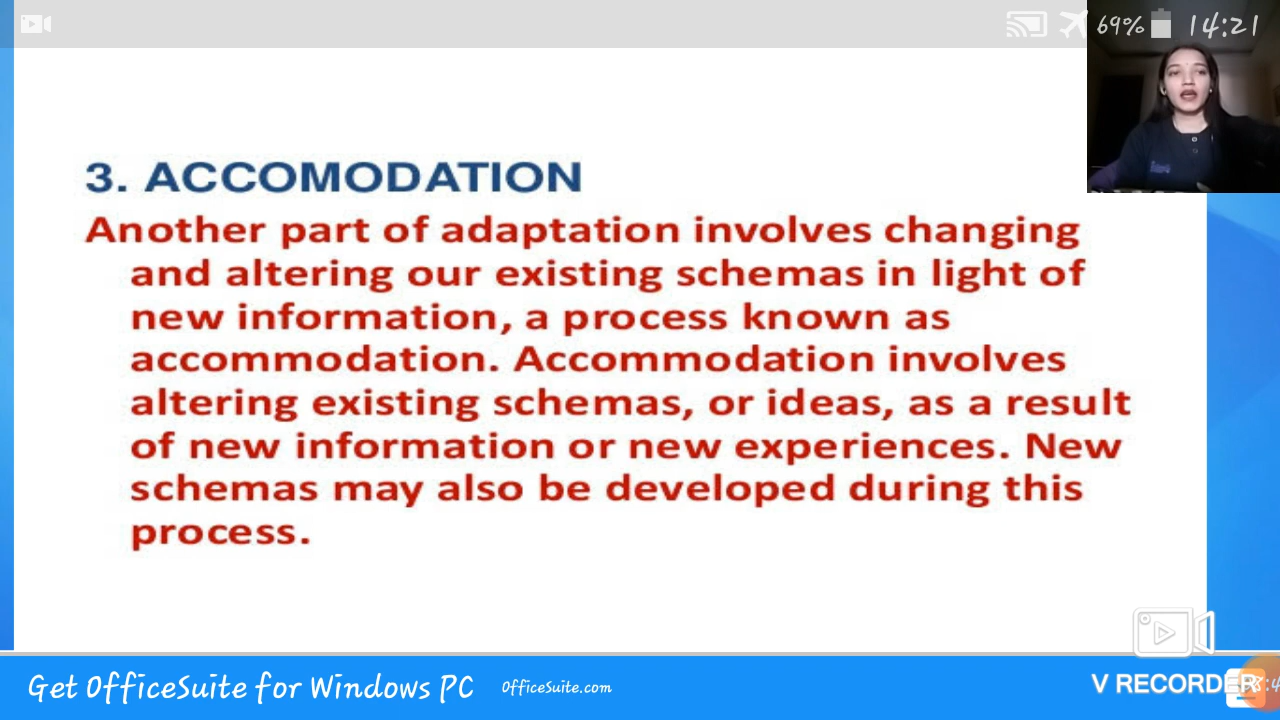 69% 14:21
3. ACCOMODATION
Another part of adaptation involves changing
and altering our existing schemas in light of
new information, a process known as
accommodation. Accommodation involves
altering existing schemas, or ideas, as a result
of new information or new experiences. New
schemas may also be developed during this
process.
Get OfficeSuite for Windows PC OfficeSuite.com
V RECORDER